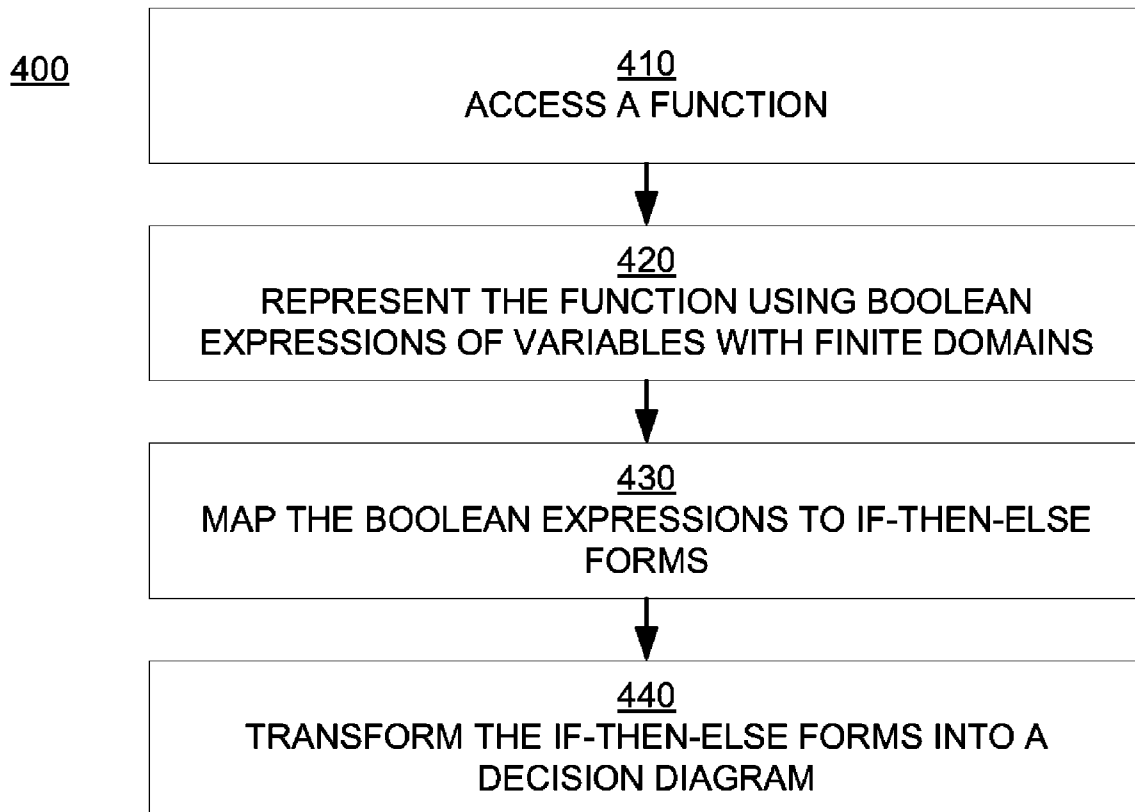 400
410
ACCESS A FUNCTION
420
REPRESENT THE FUNCTION USING BOOLEAN
EXPRESSIONS OF VARIABLES WITH FINITE DOMAINS
430
MAP THE BOOLEAN EXPRESSIONS TO IF-THEN-ELSE
FORMS
440
TRANSFORM THE IF-THEN-ELSE FORMS INTO A
DECISION DIAGRAM